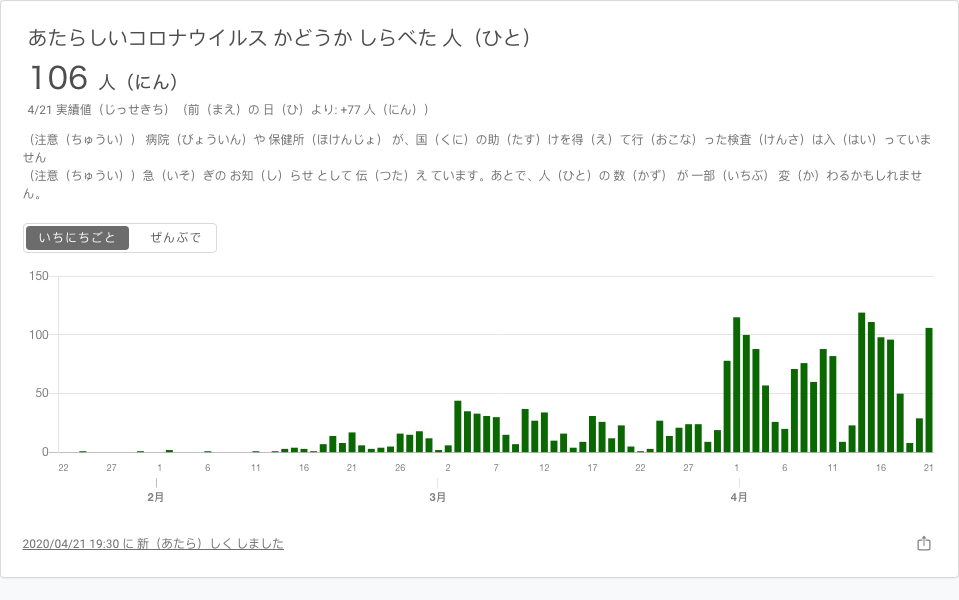 あたらしいコロナウイルス かどうか しらべた 人（ひと）
106 人（にん）
4/21 実績値（じっせきち）（前（まえ）の 日（ひ）より: +77 人（にん））
（注意（ちゅうい）） 病院（びょういん）や 保健所（ほけんじょ） が、国（くに）の助（たす）けを得（え）て行（おこな）った検査（けんさ）は入（はい）っていま
せん
（注意（ちゅうい））急（いそ）ぎの お知（し）らせ として 伝（つた）え ています。あとで、人（ひと）の 数（かず） が 一部（いちぶ） 変（か）わるかもしれませ
ん。
いちにちごと ぜんぶで
150
100
50
0
22 27 1 6 11 16 21 26 2 7 12 17 22 27 1 6 11 16 21
2月 3月 4月
2020/04/21 19:30 に 新（あたら）しく しました